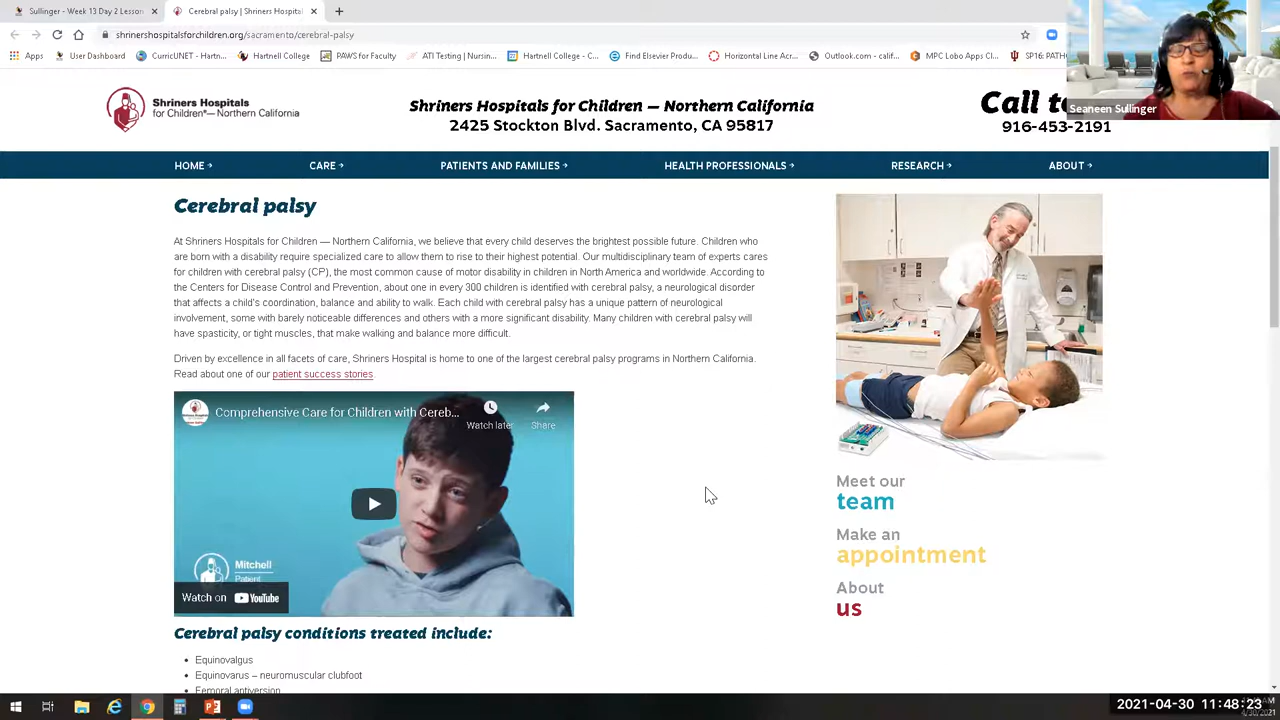 Sullinger - Week 13 Day 2 Lesson
Cerebral palsy | Shriners Hospita
shrinershospitalsforchildren.org/sacramento/cerebral-palsy
Apps
User Dashboard
CurricUNET - Hartn...
Hartnell College
PAWS for Faculty
ATI Testing / Nursin...
Hartnell College - C...
Find Elsevier Produ...
Horizontal Line Acr...
Outlook.com - calif...
MPC Lobo Apps Cl...
SP16: PATH
Seaneen Sullinger
Shriners Hospitals
for Children®— Northern California
Shriners Hospitals for Children — Northern California
2425 Stockton Blvd. Sacramento, CA 95817
Call
916-453-2191
HOME
CARE
PATIENTS AND FAMILIES
HEALTH PROFESSIONALS
RESEARCH
ABOUT
Cerebral palsy
At Shriners Hospitals for Children — Northern California, we believe that every child deserves the brightest possible future. Children who
are born with a disability require specialized care to allow them to rise to their highest potential. Our multidisciplinary team of experts cares
for children with cerebral palsy (CP), the most common cause of motor disability in children in North America and worldwide. According to
the Centers for Disease Control and Prevention, about one in every 300 children is identified with cerebral palsy, a neurological disorder
that affects a child's coordination, balance and ability to walk. Each child with cerebral palsy has a unique pattern of neurological
involvement, some with barely noticeable differences and others with a more significant disability. Many children with cerebral palsy will
have spasticity, or tight muscles, that make walking and balance more difficult.
Driven by excellence in all facets of care, Shriners Hospital is home to one of the largest cerebral palsy programs in Northern California.
Read about one of our patient success stories.
Comprehensive Care for Children with Cereb...
Watch later
Share
Mitchell
Patient
Watch on YouTube
Meet our
team
Make an
appointment
About
us
Cerebral palsy conditions treated include:
Equinovalgus
Equinovarus – neuromuscular clubfoot
Femoral antiversion
2021-04-30 11:48:23